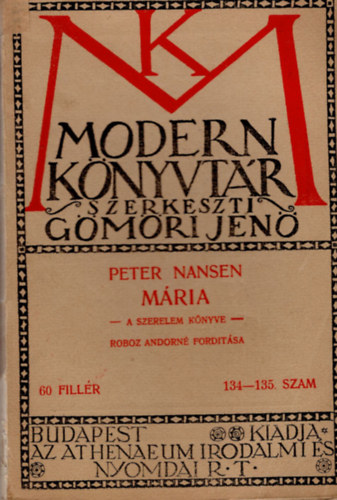 MK
MODERN
KÖNYVTÁR
SZERKESZTI
GÖMÖRI JENŐ
PETER NANSEN
MÁRIA
— A SZERELEM KÖNYVE —
ROBOZ ANDORNÉ FORDITÁSA
60 FILLÉR 134—135. SZAM
BUDAPEST KIADJA
AZ ATHENAEUM IRODALMI ÉS
NYOMDAI R·T·